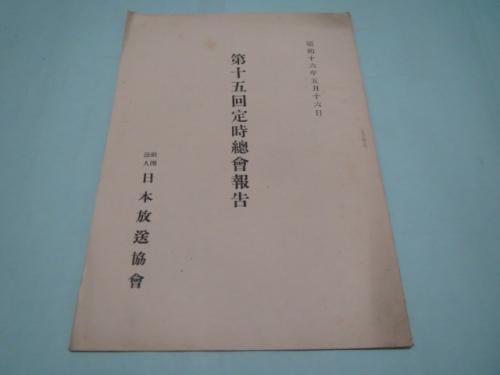 昭和十六年五月十六日
第十五回定時總會報告
社團法人 日本放送協會